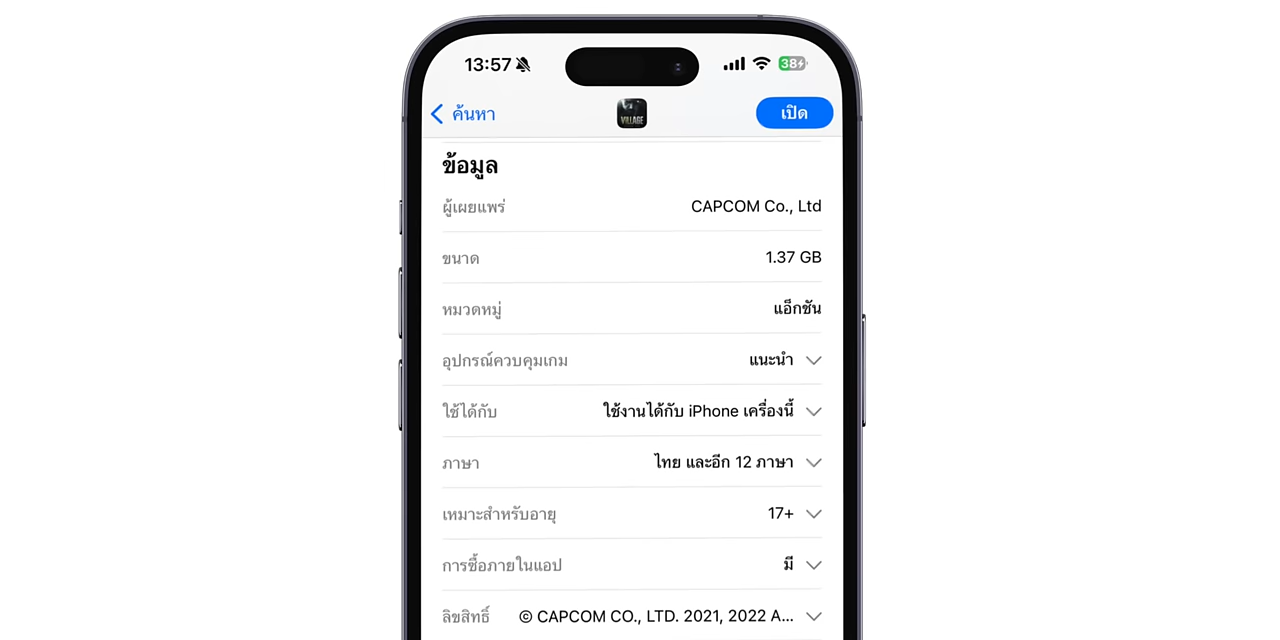 13:57
38
ค้นหา
VILLAGE
เปิด
ข้อมูล
ผู้เผยแพร่ CAPCOM Co., Ltd
ขนาด 1.37 GB
หมวดหมู่ แอ็กชัน
อุปกรณ์ควบคุมเกม แนะนำ
ใช้ได้กับ ใช้งานได้กับ iPhone เครื่องนี้
ภาษา ไทย และอีก 12 ภาษา
เหมาะสำหรับอายุ 17+
การซื้อภายในแอป มี
ลิขสิทธิ์ © CAPCOM CO., LTD. 2021, 2022 A...